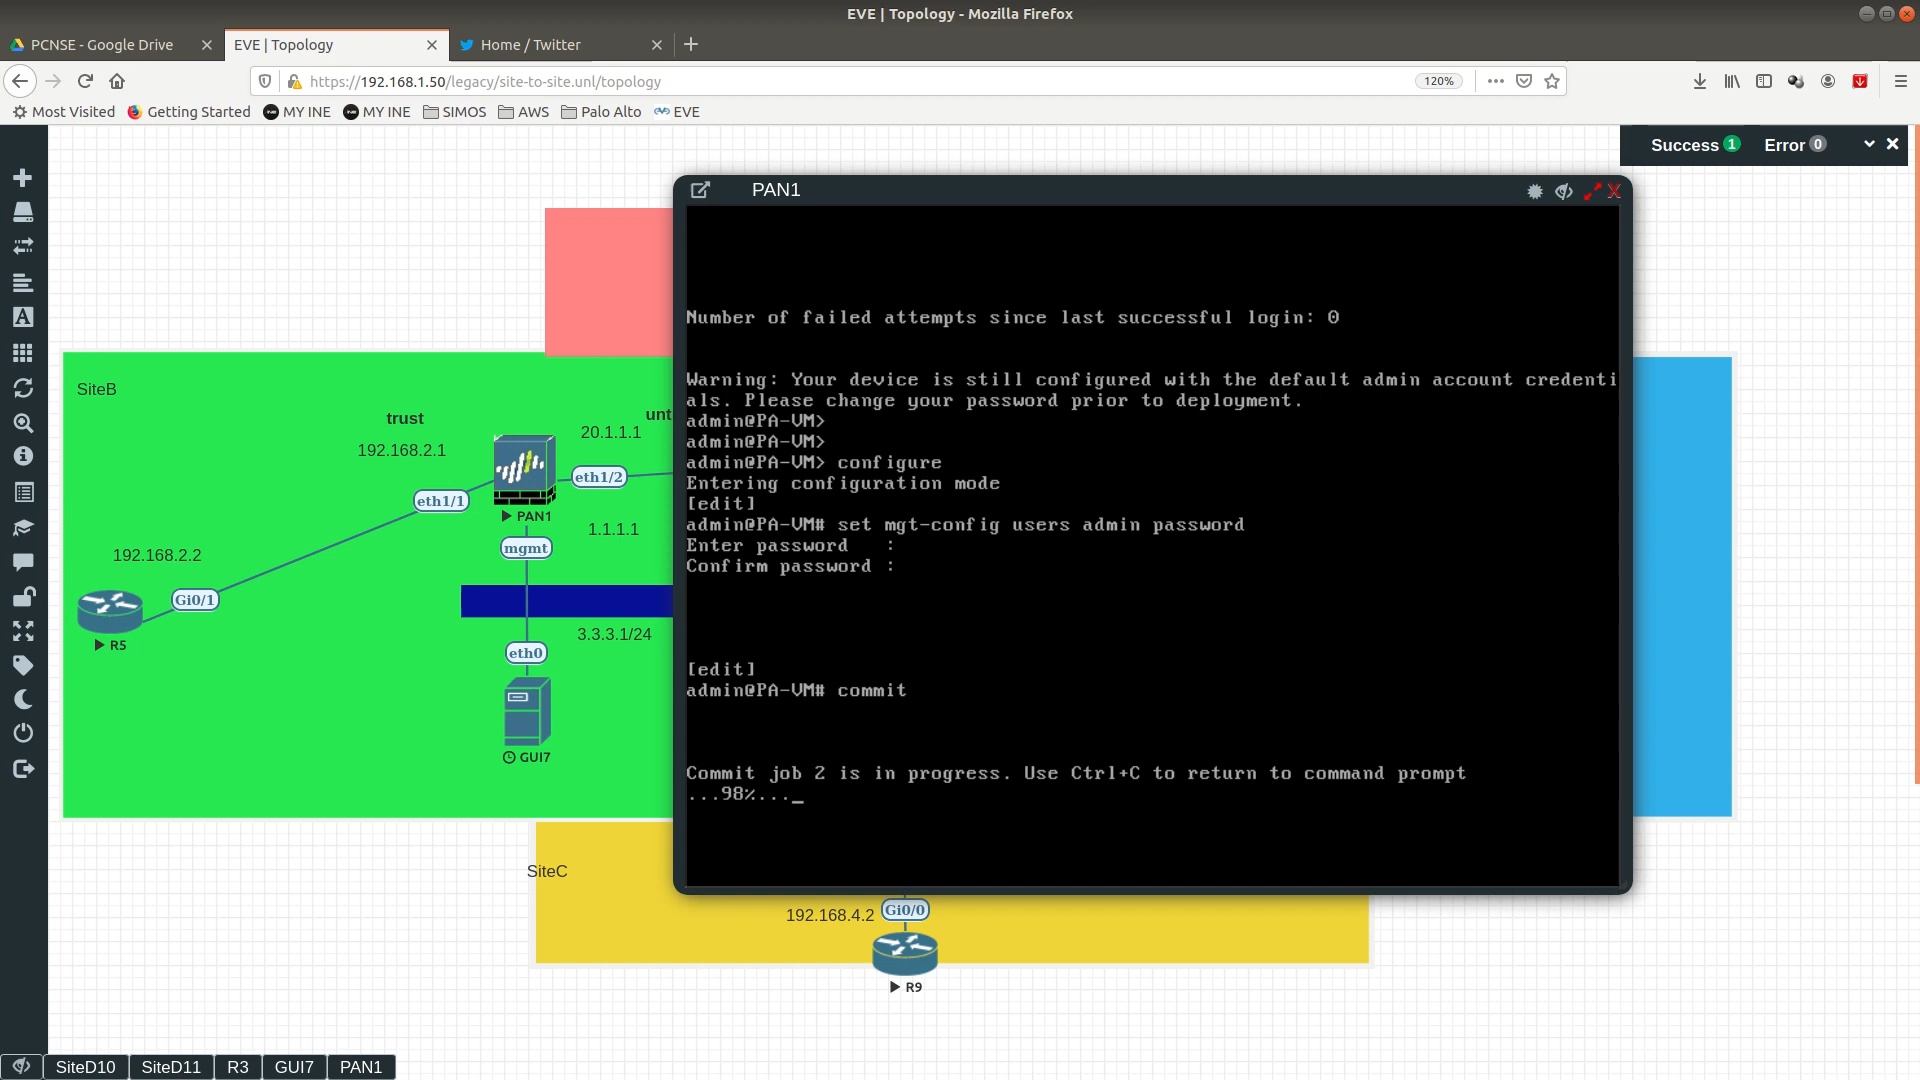 EVE | Topology - Mozilla Firefox
PCNSE - Google Drive
EVE | Topology
Home / Twitter
https://192.168.1.50/legacy/site-to-site.unl/topology
120%
Most Visited
Getting Started
MY INE
MY INE
SIMOS
AWS
Palo Alto
EVE
Success 1
Error 0
PAN1
Number of failed attempts since last successful login: 0
Warning: Your device is still configured with the default admin account credenti
als. Please change your password prior to deployment.
admin@PA-VM>
admin@PA-VM>
admin@PA-VM> configure
Entering configuration mode
[edit]
admin@PA-VM# set mgt-config users admin password
Enter password   :
Confirm password :
[edit]
admin@PA-VM# commit
Commit job 2 is in progress. Use Ctrl+C to return to command prompt
...98%..._
SiteB
trust
unt
192.168.2.1
20.1.1.1
eth1/1
eth1/2
PAN1
1.1.1.1
mgmt
192.168.2.2
Gi0/1
R5
3.3.3.1/24
eth0
GUI7
SiteC
192.168.4.2
Gi0/0
R9
SiteD10
SiteD11
R3
GUI7
PAN1